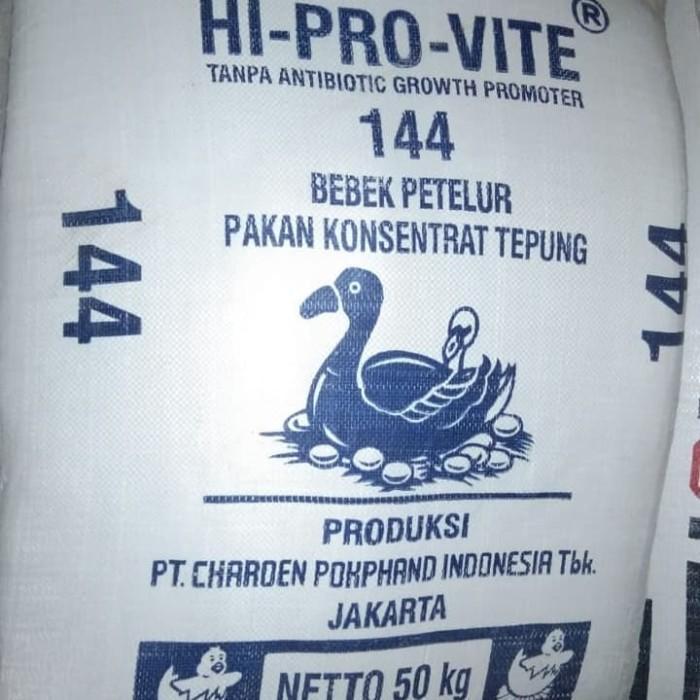 HI-PRO-VITE®
TANPA ANTIBIOTIC GROWTH PROMOTER
144
BEBEK PETELUR
PAKAN KONSENTRAT TEPUNG
144
144
PRODUKSI
PT. CHAROEN POKPHAND INDONESIA Tbk.
JAKARTA
NETTO 50 kg